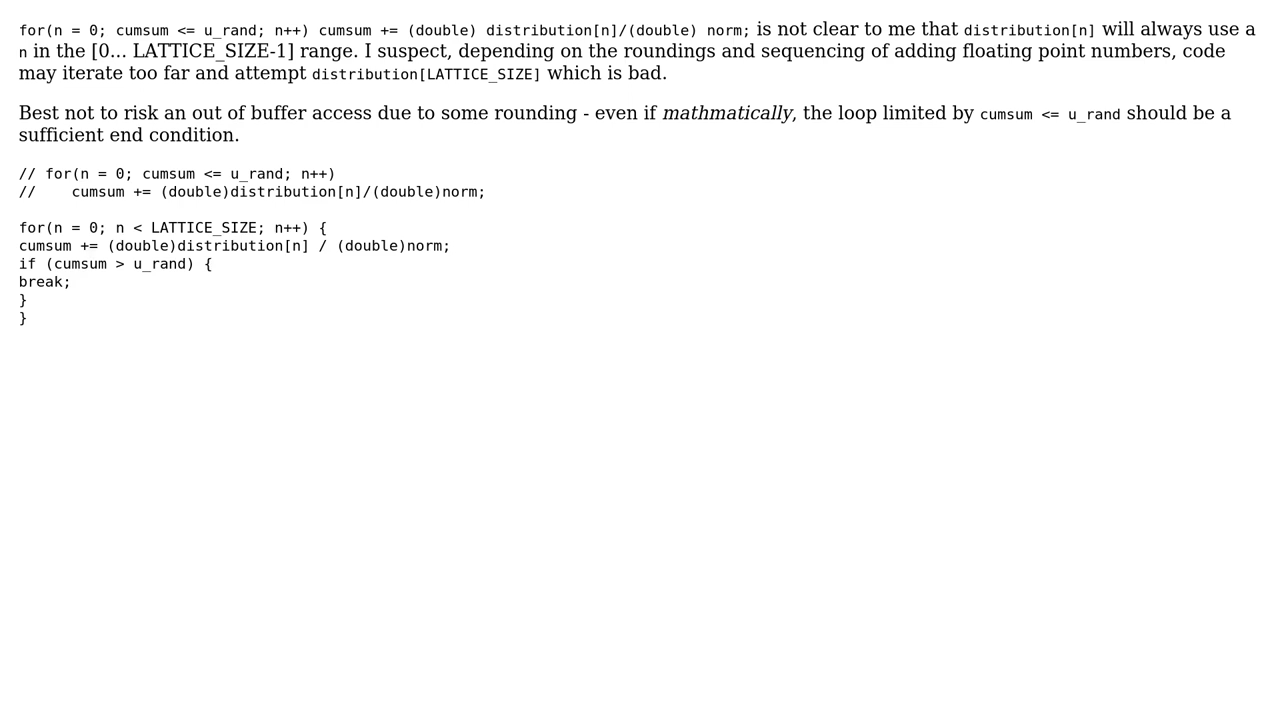 for(n = 0; cumsum <= u_rand; n++) cumsum += (double) distribution[n]/(double) norm; is not clear to me that distribution[n] will always use a
n in the [0... LATTICE_SIZE-1] range. I suspect, depending on the roundings and sequencing of adding floating point numbers, code
may iterate too far and attempt distribution[LATTICE_SIZE] which is bad.
Best not to risk an out of buffer access due to some rounding - even if mathmatically, the loop limited by cumsum <= u_rand should be a
sufficient end condition.
// for(n = 0; cumsum <= u_rand; n++)
//    cumsum += (double)distribution[n]/(double)norm;
for(n = 0; n < LATTICE_SIZE; n++) {
cumsum += (double)distribution[n] / (double)norm;
if (cumsum > u_rand) {
break;
}
}